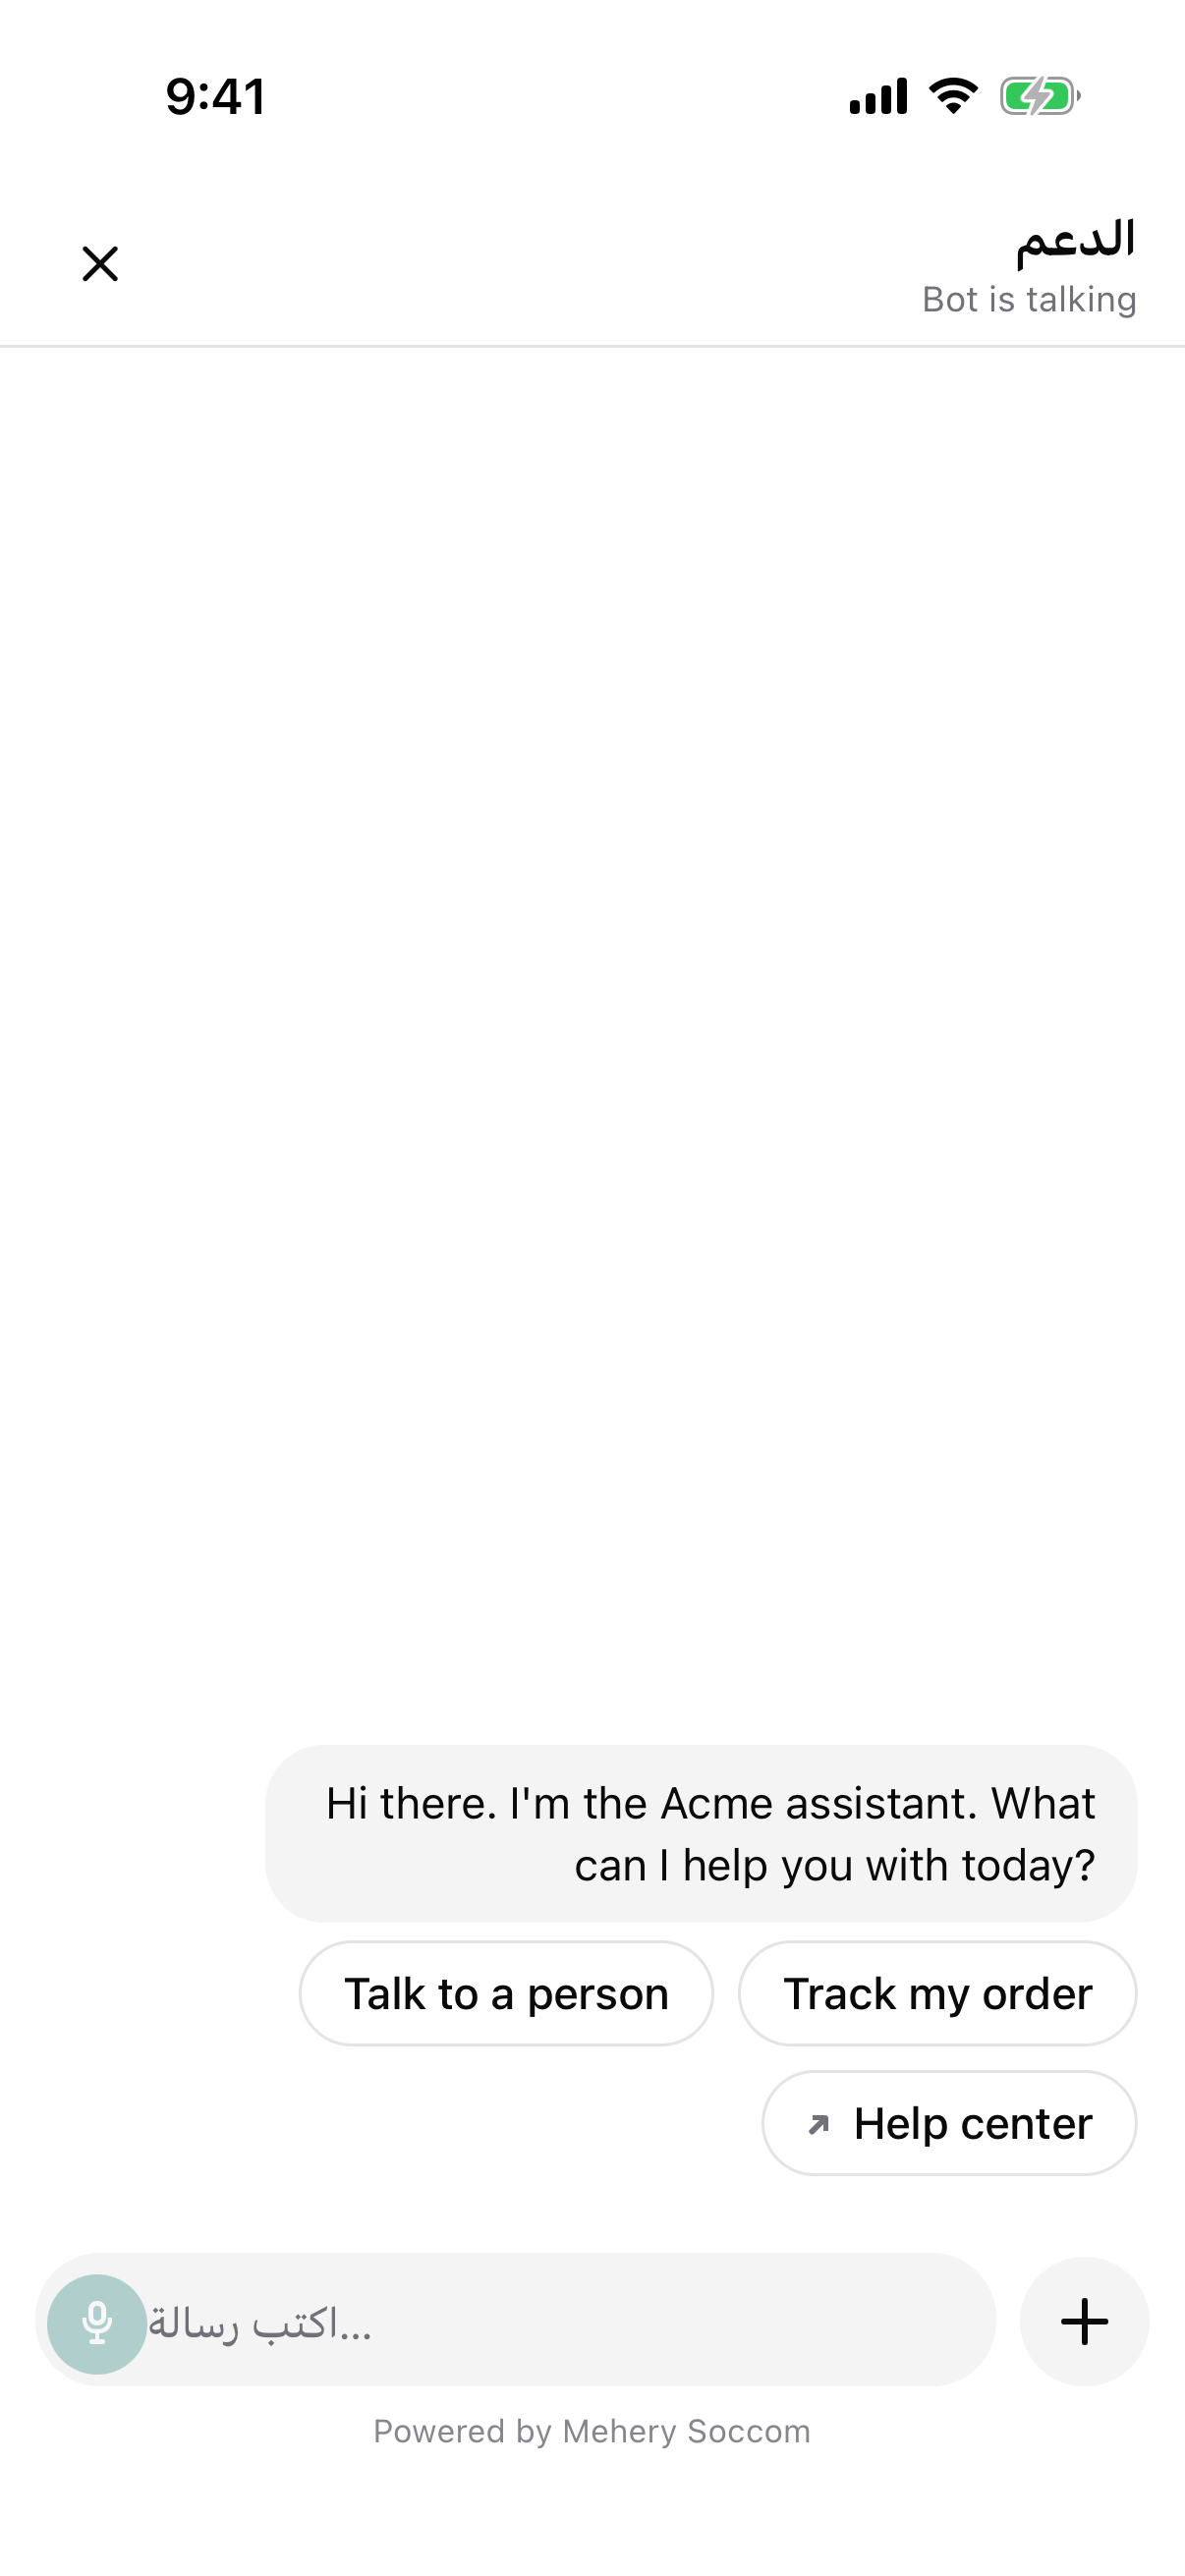 9:41
الدعم
Bot is talking
Hi there. I'm the Acme assistant. What
can I help you with today?
Track my order
Talk to a person
Help center
اكتب رسالة...
Powered by Mehery Soccom